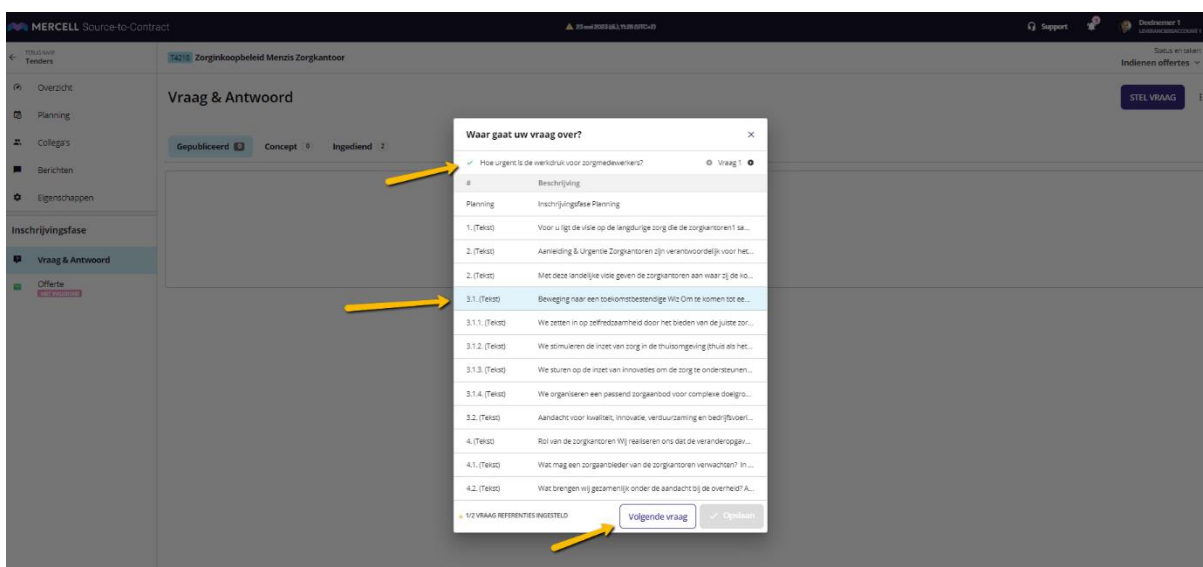 MERCELL Source-to-Contract
Support
Deelnemer 1
Tenders
T4218 Zorginkoopbeleid Menzis Zorgkantoor
Status en taken:
Indienen offertes
Overzicht
Planning
Collega's
Berichten
Eigenschappen
Inschrijvingsfase
Vraag & Antwoord
Offerte
Vraag & Antwoord
STEL VRAAG
Gepubliceerd 0 Concept 0 Ingediend 2
Waar gaat uw vraag over?
Hoe urgent is de werkdruk voor zorgmedewerkers? Vraag 1
# Beschrijving
Planning Inschrijvingsfase Planning
1. (Tekst) Voor u ligt de visie op de langdurige zorg die de zorgkantoren1 sa...
2. (Tekst) Aanleiding & Urgentie Zorgkantoren zijn verantwoordelijk voor het...
2. (Tekst) Met deze landelijke visie geven de zorgkantoren aan waar zij de ko...
3.1. (Tekst) Beweging naar een toekomstbestendige Wlz Om te komen tot ee...
3.1.1. (Tekst) We zetten in op zelfredzaamheid door het bieden van de juiste zor...
3.1.2. (Tekst) We stimuleren de inzet van zorg in de thuisomgeving (thuis als het...
3.1.3. (Tekst) We sturen op de inzet van innovaties om de zorg te ondersteunen...
3.1.4. (Tekst) We organiseren een passend zorgaanbod voor complexe doelgro...
3.2. (Tekst) Aandacht voor kwaliteit, innovatie, verduurzaming en bedrijfsvoeri...
4. (Tekst) Rol van de zorgkantoren Wij realiseren ons dat de veranderopgav...
4.1. (Tekst) Wat mag een zorgaanbieder van de zorgkantoren verwachten? In ...
4.2. (Tekst) Wat brengen wij gezamenlijk onder de aandacht bij de overheid? A...
1/2 VRAAG REFERENTIES INGESTELD
Volgende vraag
Opslaan